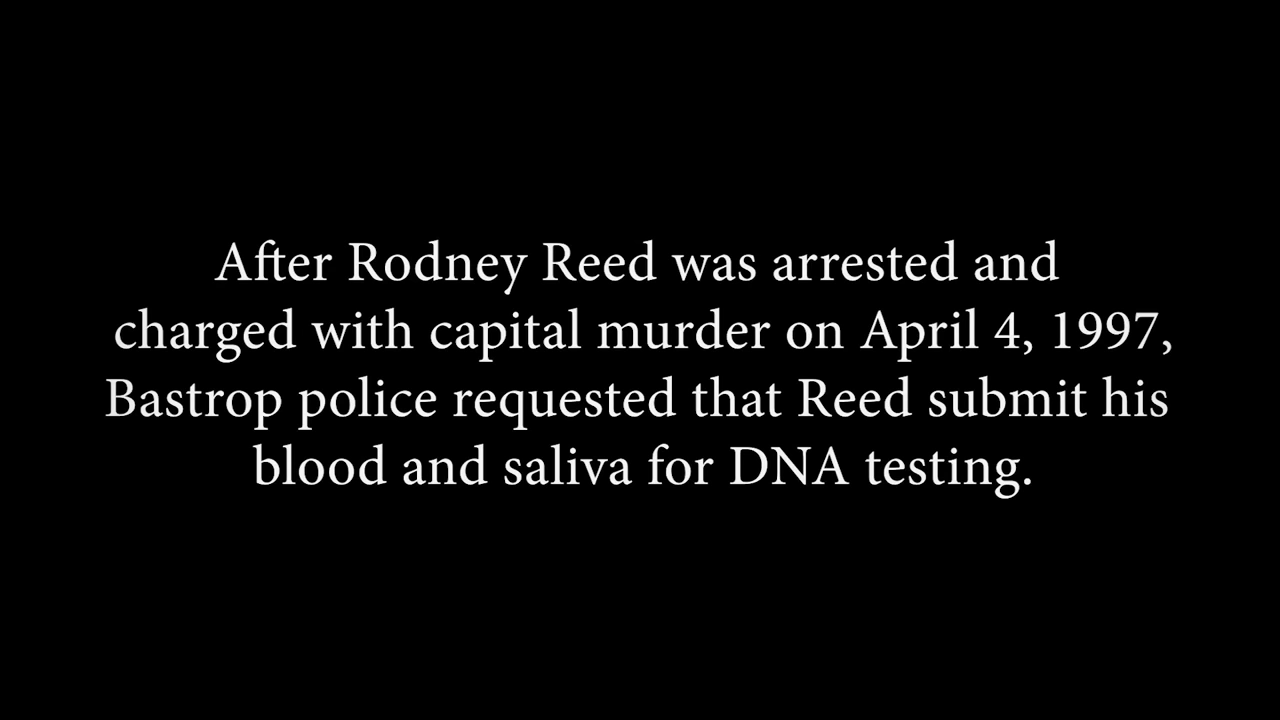 After Rodney Reed was arrested and
charged with capital murder on April 4, 1997,
Bastrop police requested that Reed submit his
blood and saliva for DNA testing.